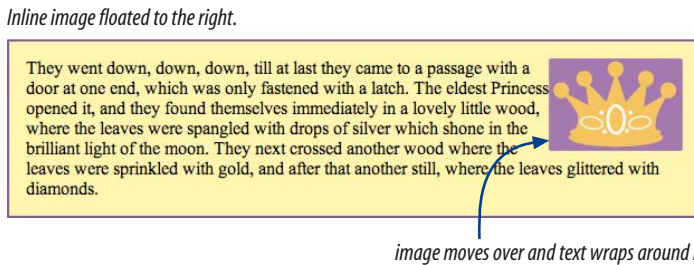 Inline image floated to the right.
They went down, down, down, till at last they came to a passage with a
door at one end, which was only fastened with a latch. The eldest Princess
opened it, and they found themselves immediately in a lovely little wood,
where the leaves were spangled with drops of silver which shone in the
brilliant light of the moon. They next crossed another wood where the
leaves were sprinkled with gold, and after that another still, where the leaves glittered with
diamonds.
image moves over and text wraps around